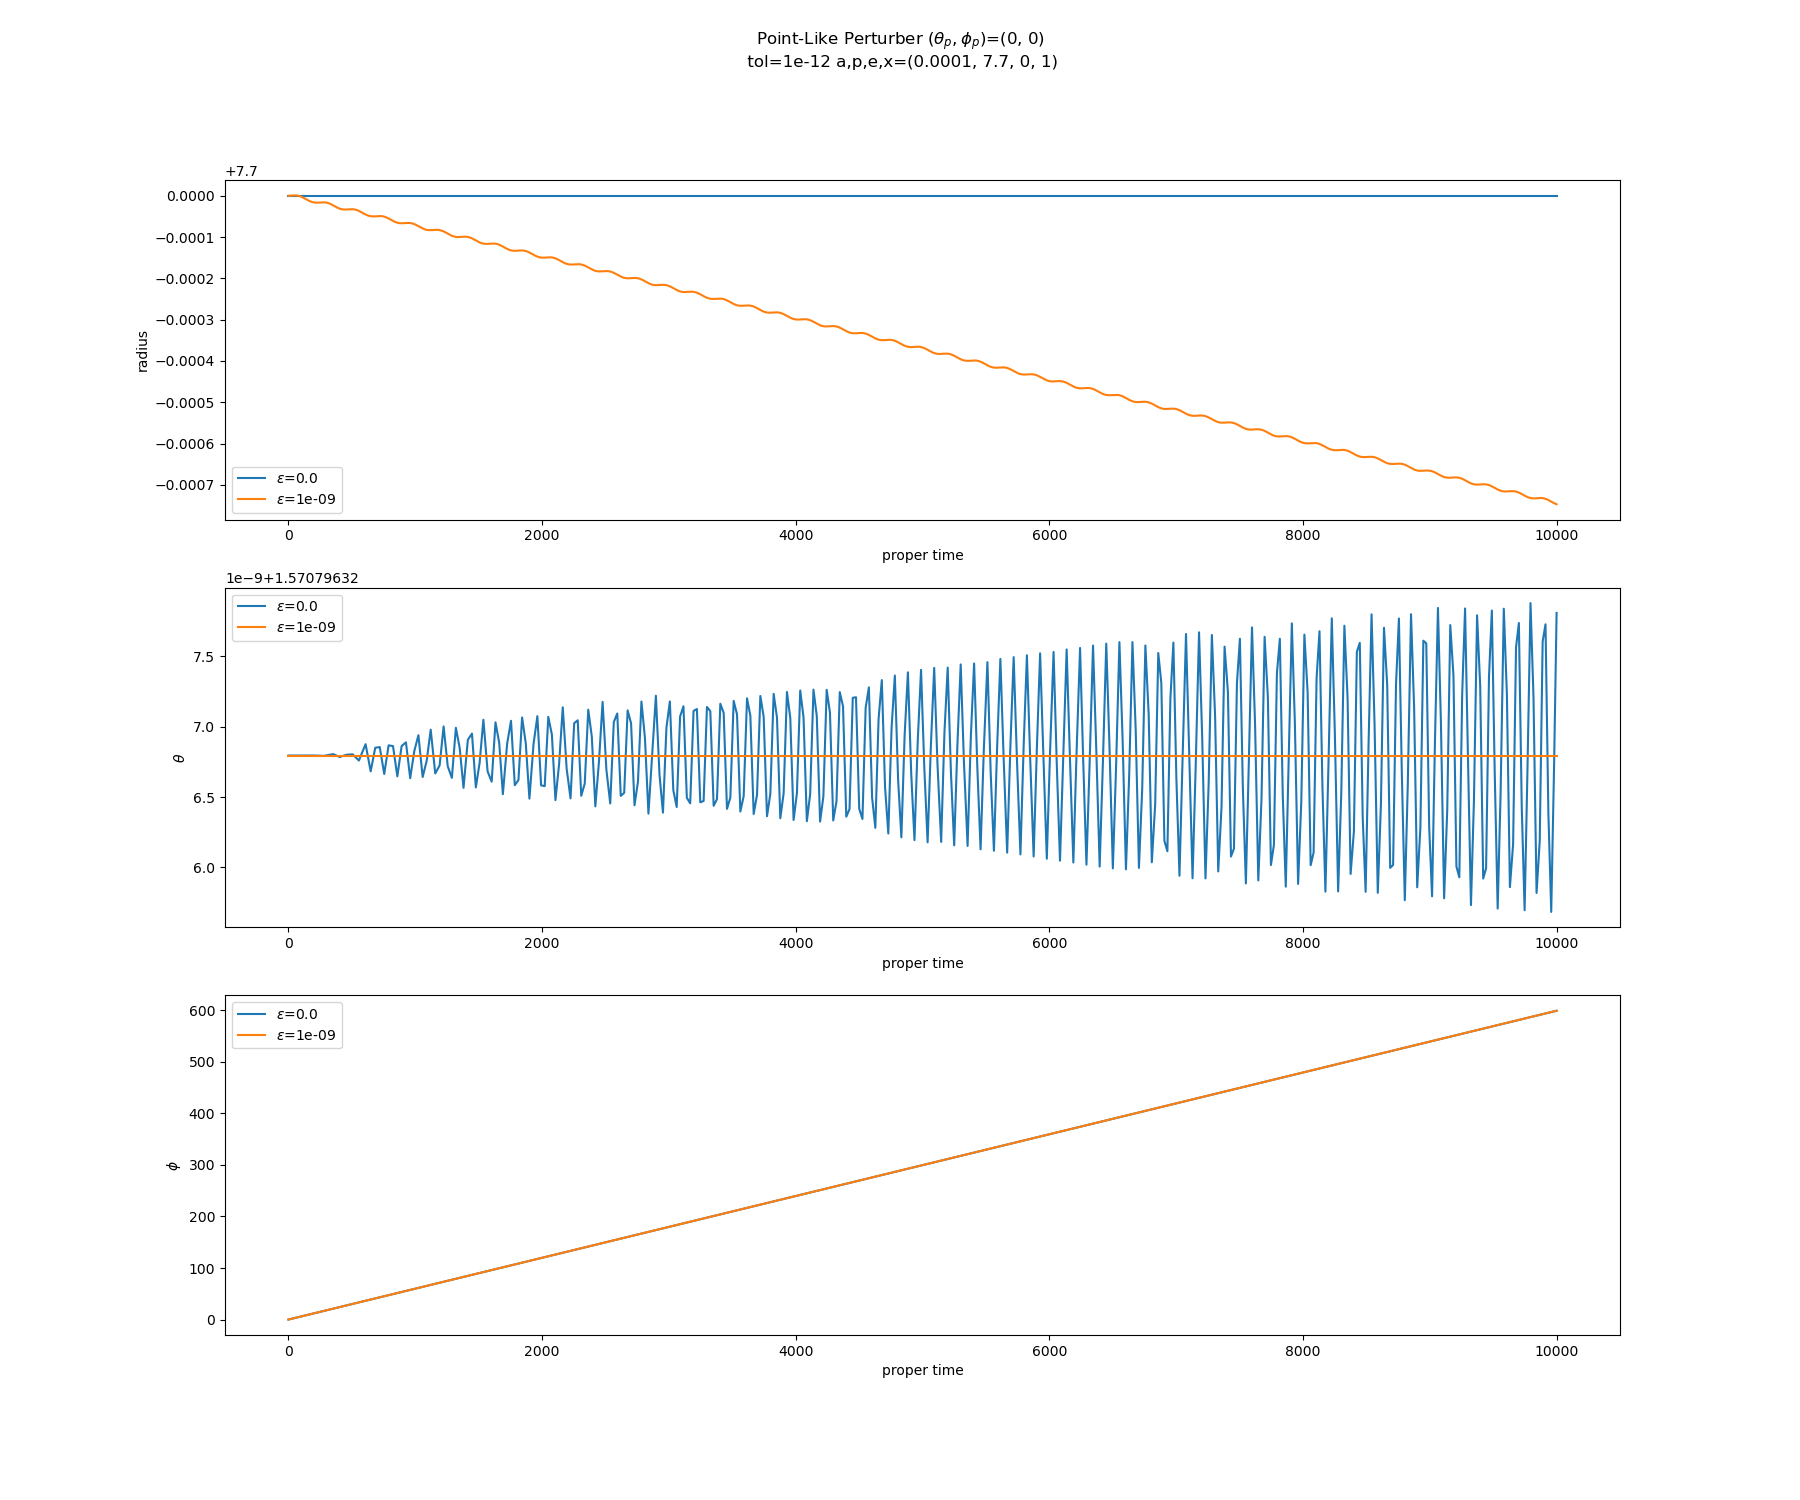 Point-Like Perturber (θ_p, ϕ_p)=(0, 0)
tol=1e-12 a,p,e,x=(0.0001, 7.7, 0, 1)
+7.7
0.0000
−0.0001
−0.0002
−0.0003
−0.0004
−0.0005
−0.0006
−0.0007
radius
ε=0.0
ε=1e-09
0 2000 4000 6000 8000 10000
proper time
1e−9+1.57079632
ε=0.0
ε=1e-09
7.5
7.0
6.5
6.0
θ
0 2000 4000 6000 8000 10000
proper time
ε=0.0
ε=1e-09
600
500
400
300
200
100
0
ϕ
0 2000 4000 6000 8000 10000
proper time